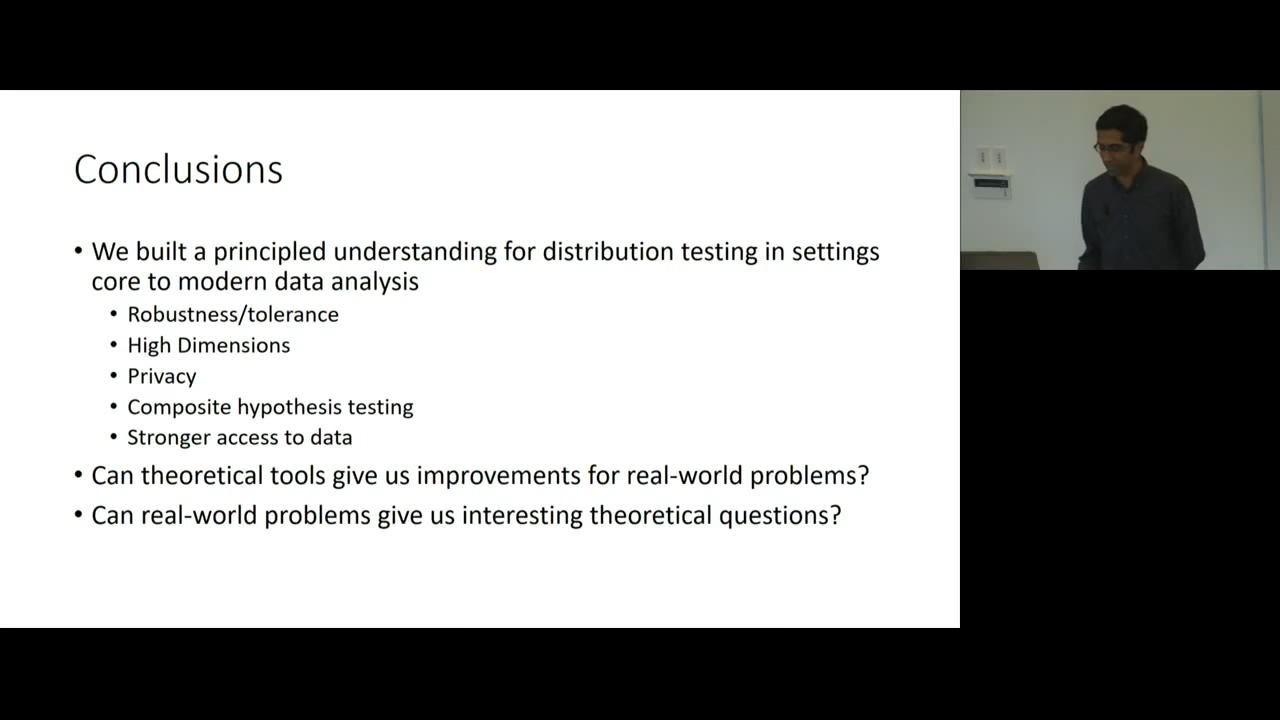 Conclusions
• We built a principled understanding for distribution testing in settings
core to modern data analysis
• Robustness/tolerance
• High Dimensions
• Privacy
• Composite hypothesis testing
• Stronger access to data
• Can theoretical tools give us improvements for real-world problems?
• Can real-world problems give us interesting theoretical questions?